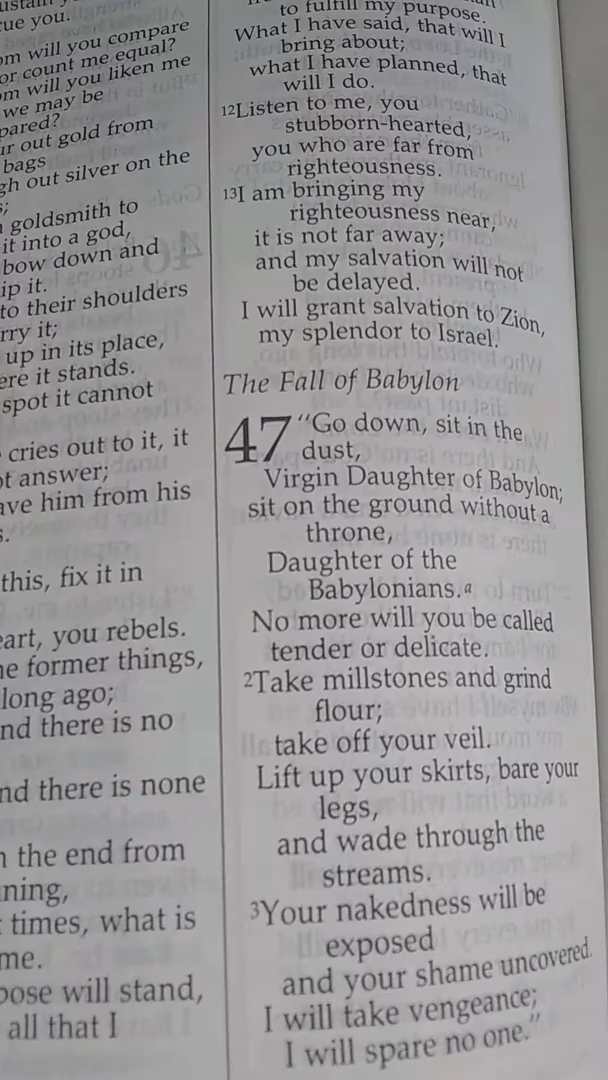 ue you.
will you compare
or count me equal?
will you liken me
we may be
pared?
out gold from
bags
gh out silver on the
goldsmith to
it into a god,
bow down and
ip it.
to their shoulders
rry it;
up in its place,
ere it stands.
spot it cannot
cries out to it, it
answer;
ave him from his
this, fix it in
eart, you rebels.
former things,
long ago;
nd there is no
nd there is none
the end from
ning,
times, what is
me.
pose will stand,
all that I
to fulfill my purpose.
What I have said, that will I
bring about;
what I have planned, that
will I do.
12Listen to me, you
stubborn-hearted,
you who are far from
righteousness.
13I am bringing my
righteousness near,
it is not far away;
and my salvation will not
be delayed.
I will grant salvation to Zion,
my splendor to Israel.
The Fall of Babylon
47 “Go down, sit in the
dust,
Virgin Daughter of Babylon;
sit on the ground without a
throne,
Daughter of the
Babylonians.a
No more will you be called
tender or delicate.
2Take millstones and grind
flour;
take off your veil.
Lift up your skirts, bare your
legs,
and wade through the
streams.
3Your nakedness will be
exposed
and your shame uncovered.
I will take vengeance;
I will spare no one.”